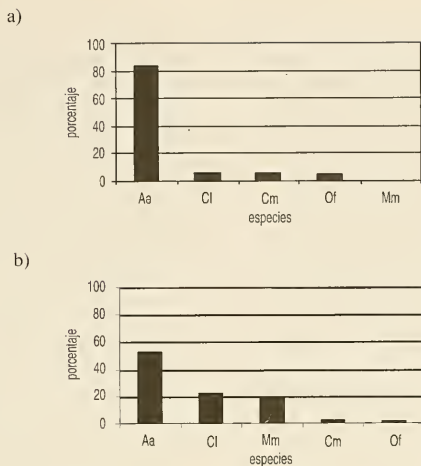 a)
100
80
60
40
20
0
porcentaje
Aa Cl Cm Of Mm
especies
b)
100
80
60
40
20
0
porcentaje
Aa Cl Mm Cm Of
especies